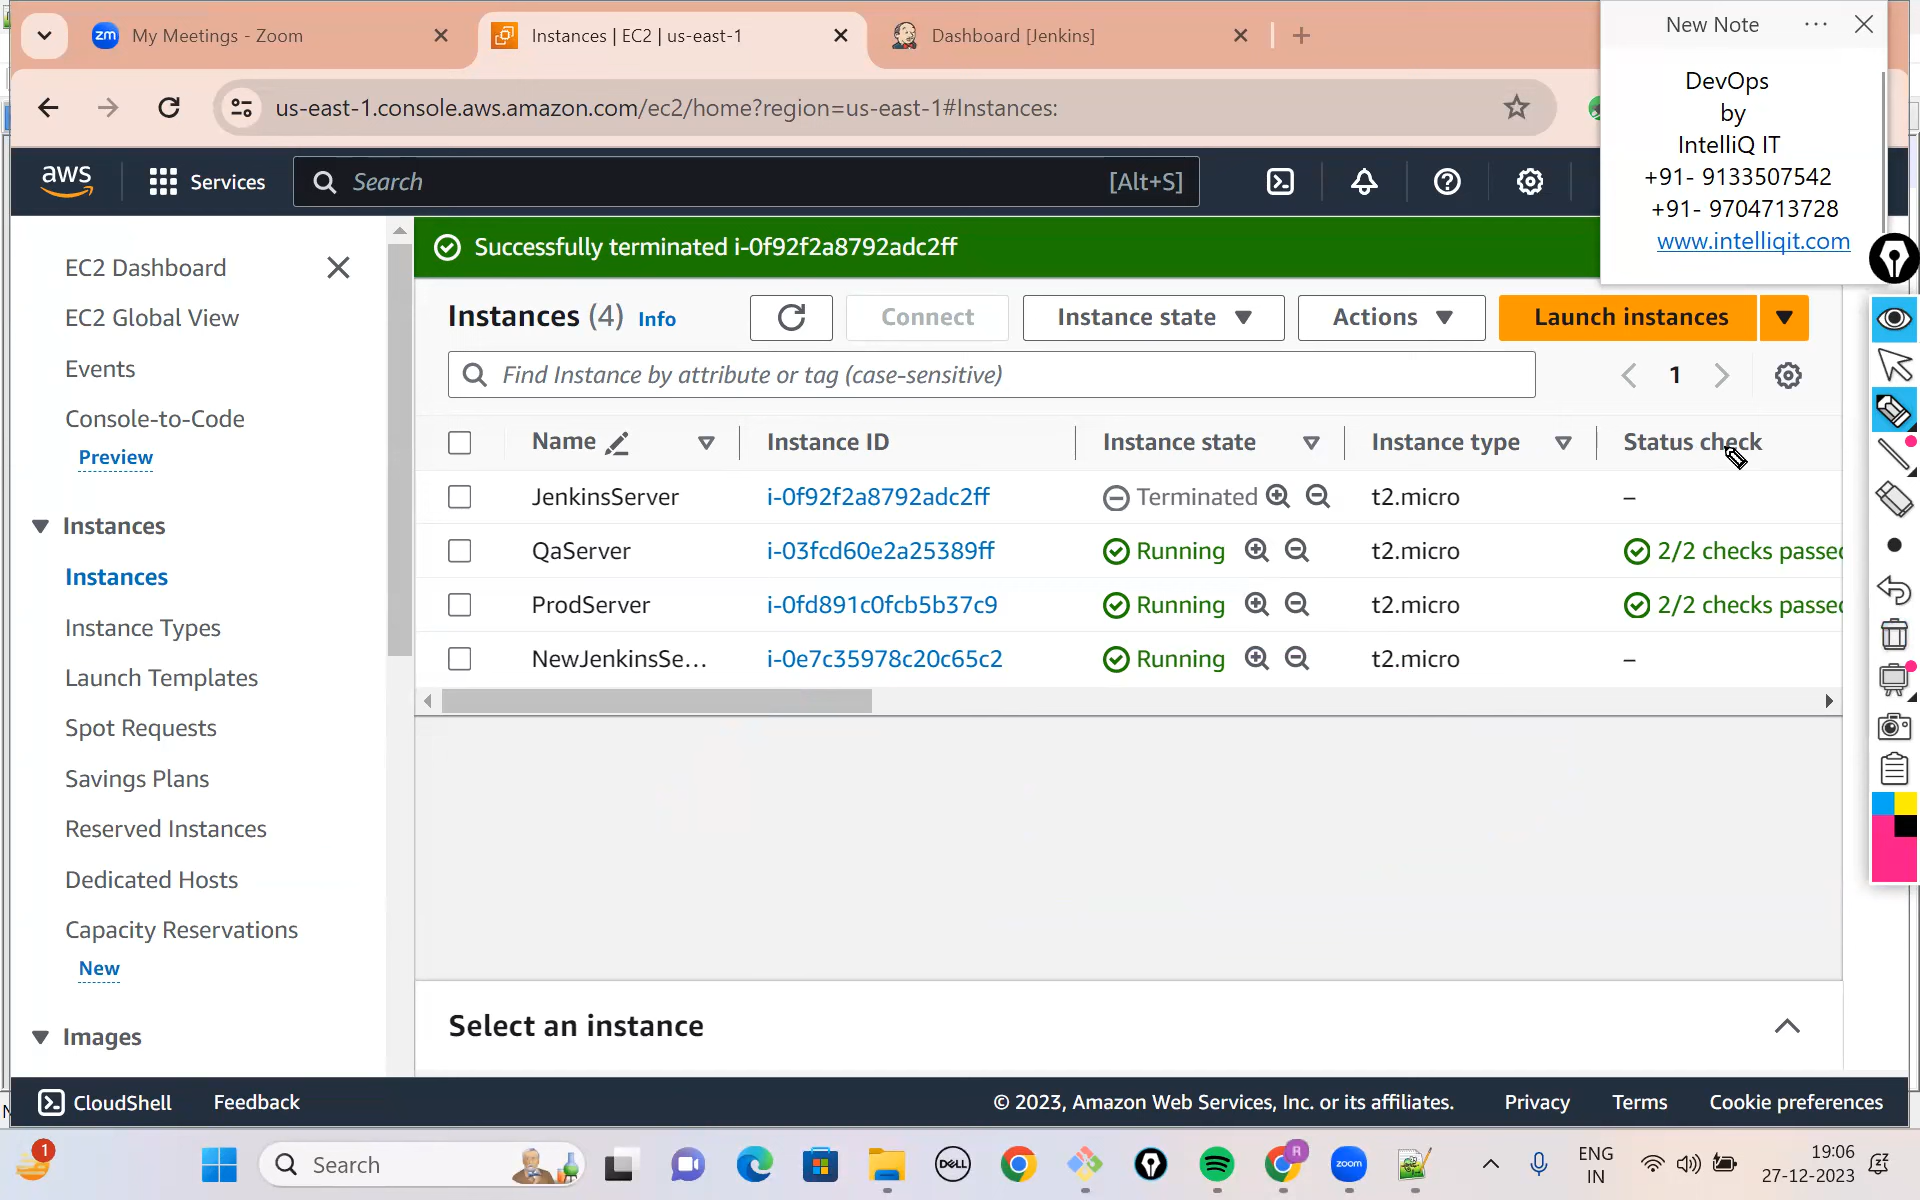 My Meetings - Zoom
Instances | EC2 | us-east-1
Dashboard [Jenkins]
New Note
DevOps
by
IntelliQ IT
+91- 9133507542
+91- 9704713728
www.intelliqit.com
us-east-1.console.aws.amazon.com/ec2/home?region=us-east-1#Instances:
aws
Services
Search
[Alt+S]
EC2 Dashboard
EC2 Global View
Events
Console-to-Code
Preview
Instances
Instances
Instance Types
Launch Templates
Spot Requests
Savings Plans
Reserved Instances
Dedicated Hosts
Capacity Reservations
New
Images
Successfully terminated i-0f92f2a8792adc2ff
Instances (4) Info
Connect
Instance state
Actions
Launch instances
Find Instance by attribute or tag (case-sensitive)
1
Name Instance ID Instance state Instance type Status check
JenkinsServer i-0f92f2a8792adc2ff Terminated t2.micro –
QaServer i-03fcd60e2a25389ff Running t2.micro 2/2 checks passed
ProdServer i-0fd891c0fcb5b37c9 Running t2.micro 2/2 checks passed
NewJenkinsSe... i-0e7c35978c20c65c2 Running t2.micro –
Select an instance
CloudShell
Feedback
© 2023, Amazon Web Services, Inc. or its affiliates.
Privacy
Terms
Cookie preferences
1
Search
DELL
R
zoom
ENG
IN
19:06
27-12-2023